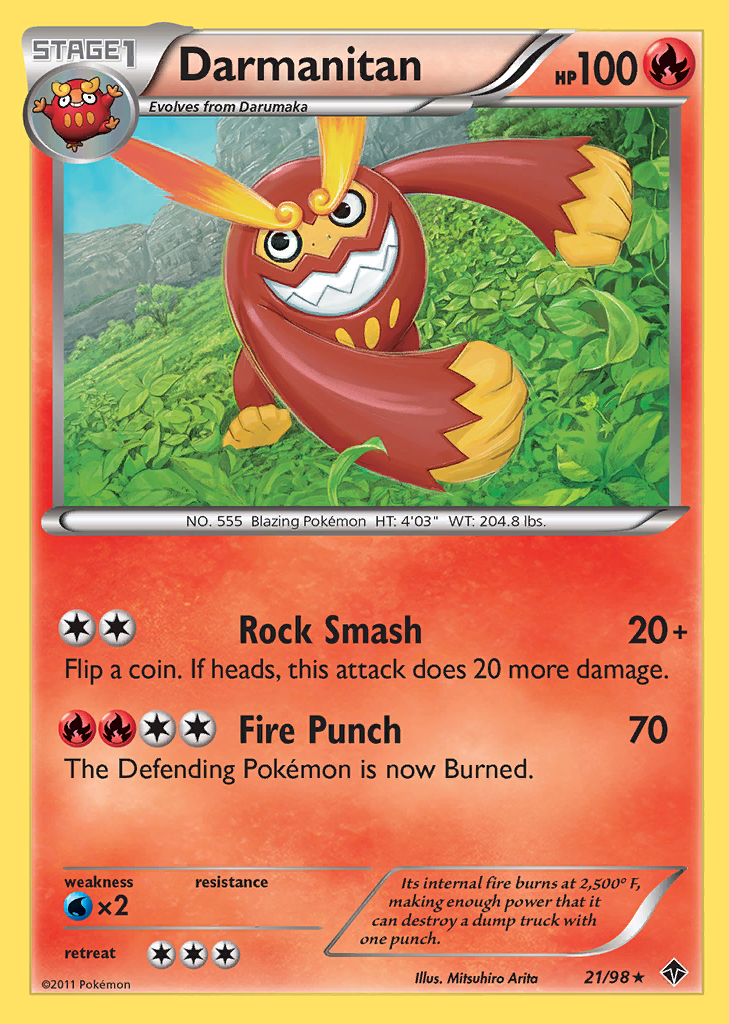 STAGE1
Darmanitan
HP100
Evolves from Darumaka
NO. 555 Blazing Pokémon HT: 4'03" WT: 204.8 lbs.
Rock Smash 20+
Flip a coin. If heads, this attack does 20 more damage.
Fire Punch 70
The Defending Pokémon is now Burned.
weakness resistance
×2
retreat
Its internal fire burns at 2,500° F,
making enough power that it
can destroy a dump truck with
one punch.
©2011 Pokémon
Illus. Mitsuhiro Arita
21/98★